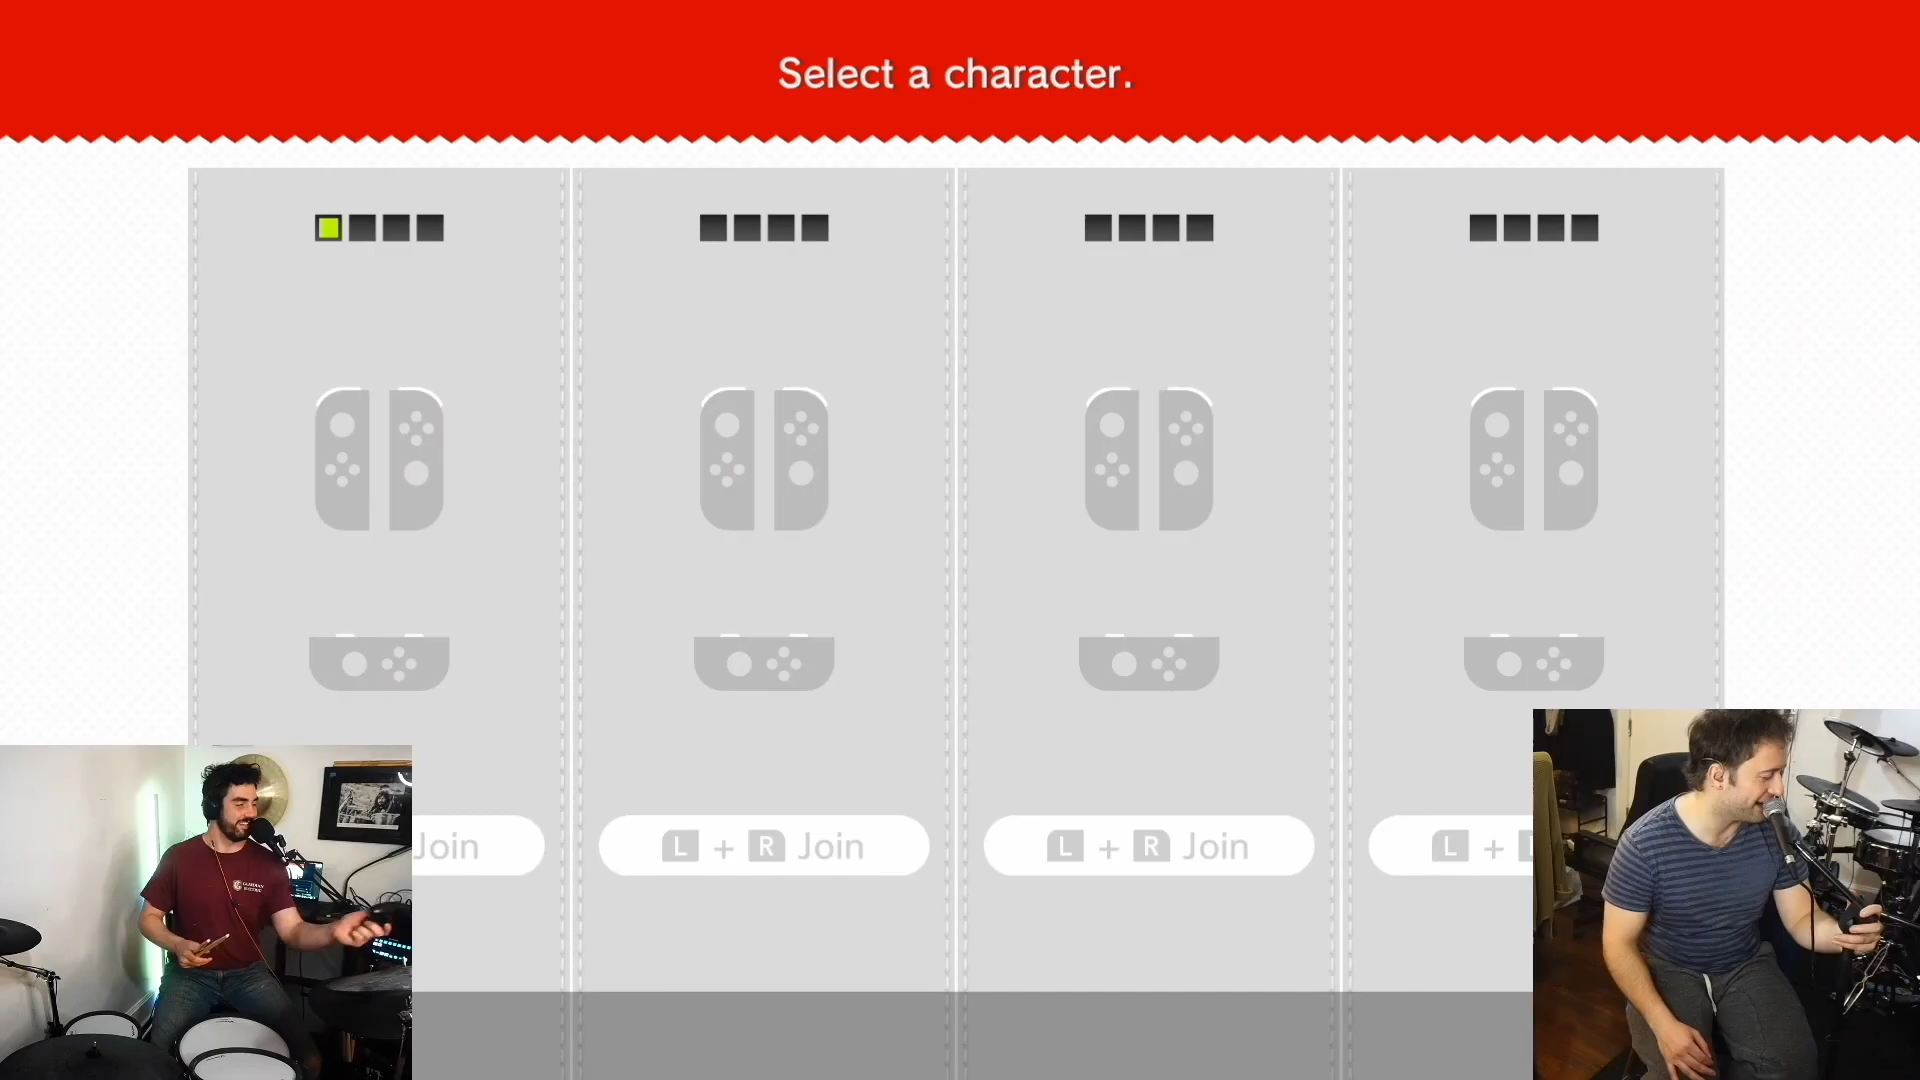 Select a character.
Join
L + R Join
L + R Join
L +